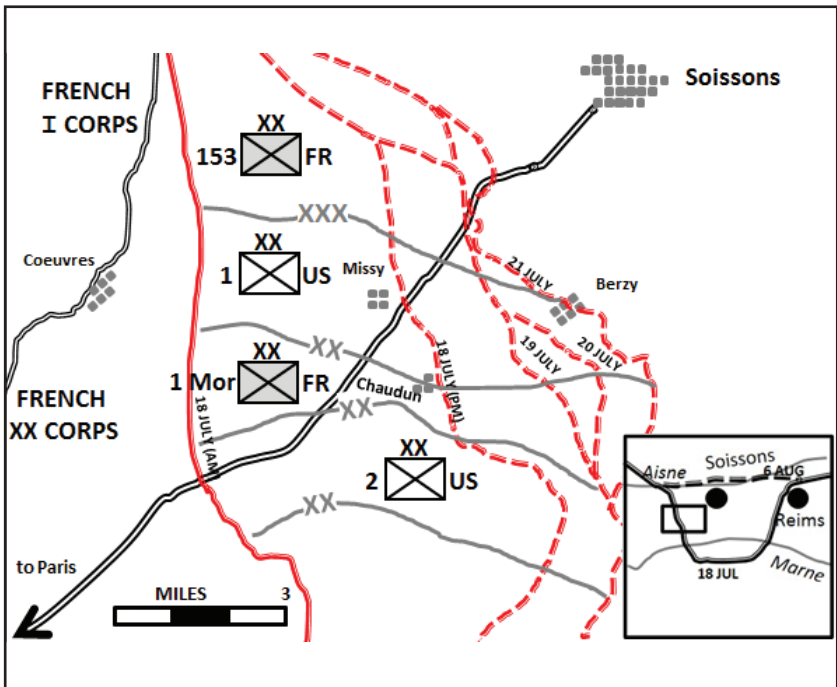 FRENCH
I CORPS
Soissons
XX
153 FR
XXX
Coeuvres
XX
1 US
Missy
21 JULY
Berzy
XX
XX
1 Mor FR
18 JULY (PM)
19 JULY
20 JULY
Chaudun
FRENCH
XX CORPS
18 JULY (AM)
XX
XX
2 US
XX
Aisne
Soissons
6 AUG
Reims
Marne
18 JUL
to Paris
MILES 3